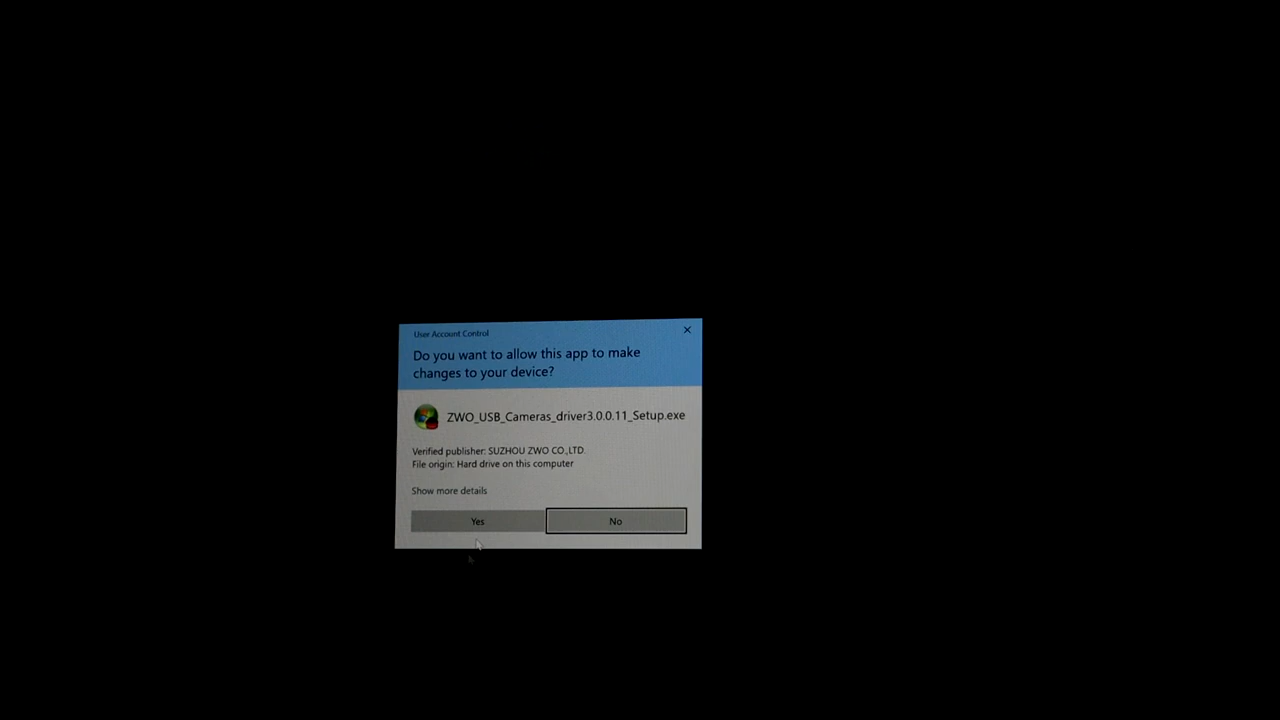 User Account Control
Do you want to allow this app to make
changes to your device?
ZWO_USB_Cameras_driver3.0.0.11_Setup.exe
Verified publisher: SUZHOU ZWO CO.,LTD.
File origin: Hard drive on this computer
Show more details
Yes
No